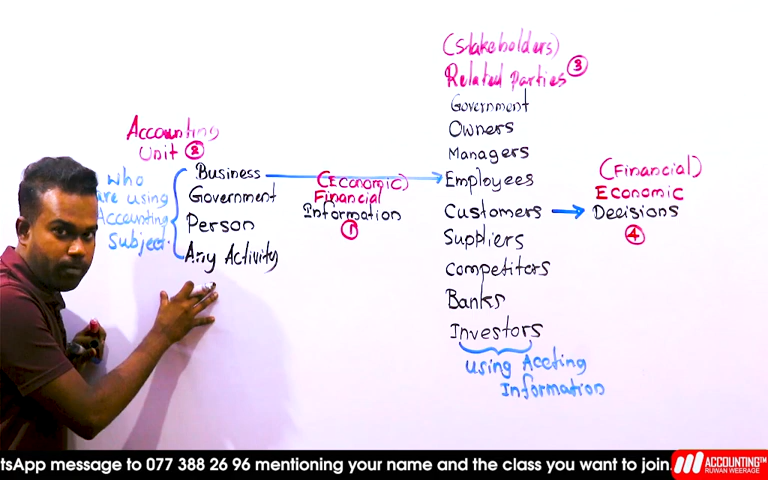 (Stakeholders)
Related Parties ③
Government
Owners
Managers
Employees
Customers
Suppliers
Competitors
Banks
Investors
using Accting
Information
Accounting
Unit ②
Who
are using
Accounting
Subject.
Business
Government
Person
Any Activity
(Economic)
Financial
Information
①
(Financial)
Economic
Decisions
④
tsApp message to 077 388 26 96 mentioning your name and the class you want to join.
ACCOUNTING™
RUWAN WEERAGE